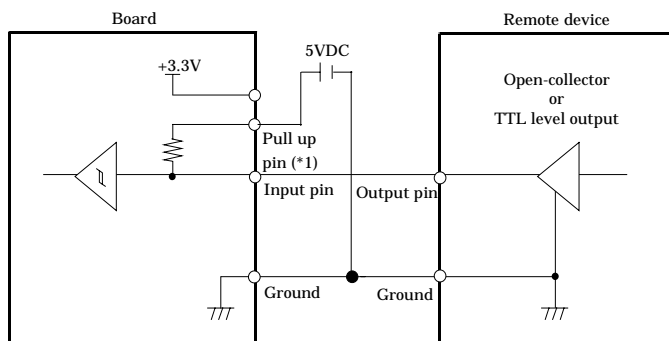 Board
Remote device
+3.3V
5VDC
Open-collector
or
TTL level output
Pull up
pin (*1)
Input pin
Output pin
Ground
Ground